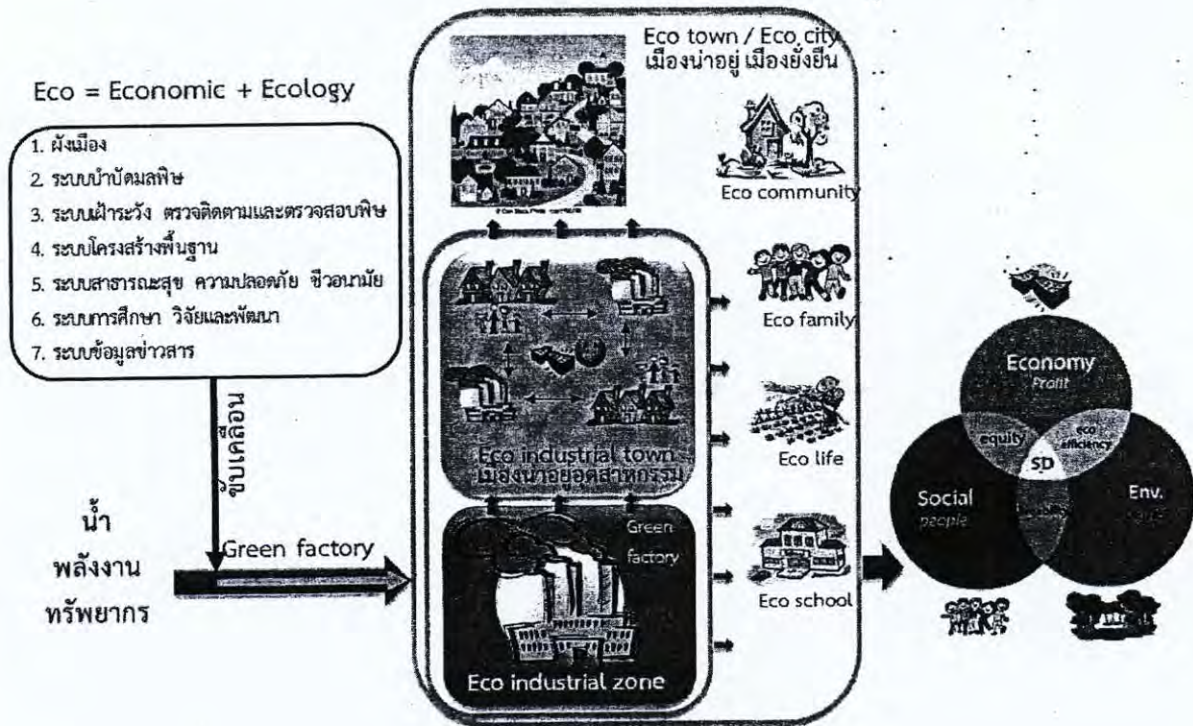 Eco = Economic + Ecology
1. ผังเมือง
2. ระบบบำบัดมลพิษ
3. ระบบเฝ้าระวัง ตรวจติดตามและตรวจสอบพิษ
4. ระบบโครงสร้างพื้นฐาน
5. ระบบสาธารณะสุข ความปลอดภัย ชีวอนามัย
6. ระบบการศึกษา วิจัยและพัฒนา
7. ระบบข้อมูลข่าวสาร
ขับเคลื่อน
น้ำ
พลังงาน
ทรัพยากร
Green factory
Eco town / Eco city
เมืองน่าอยู่ เมืองยั่งยืน
Eco community
Eco family
Eco life
Eco school
Eco industrial town
เมืองน่าอยู่อุตสาหกรรม
Green
factory
Eco industrial zone
Economy
Profit
equity
eco
efficiency
SD
Social
people
Env.